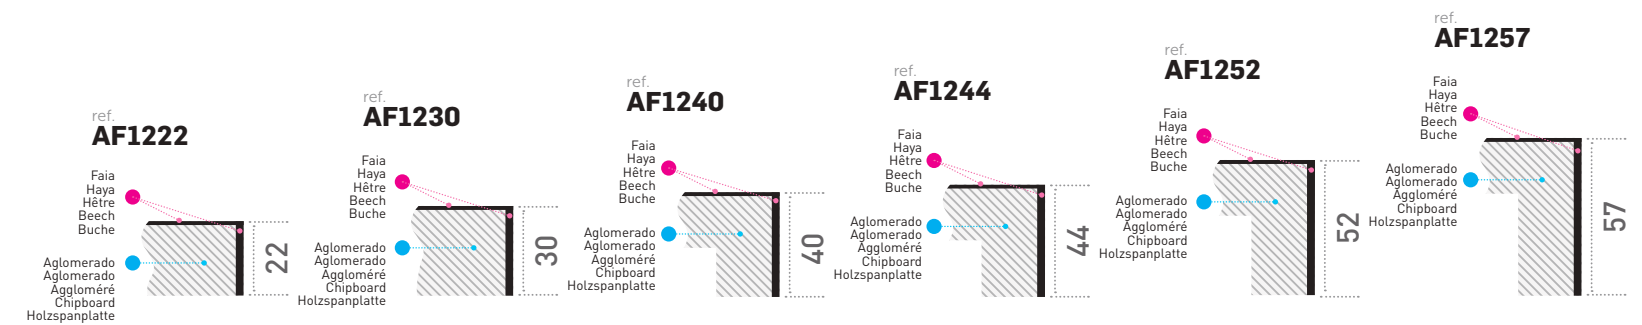 ref.
AF1222
Faia
Haya
Hêtre
Beech
Buche
Aglomerado
Aglomerado
Aggloméré
Chipboard
Holzspanplatte
22
ref.
AF1230
Faia
Haya
Hêtre
Beech
Buche
Aglomerado
Aglomerado
Aggloméré
Chipboard
Holzspanplatte
30
ref.
AF1240
Faia
Haya
Hêtre
Beech
Buche
Aglomerado
Aglomerado
Aggloméré
Chipboard
Holzspanplatte
40
ref.
AF1244
Faia
Haya
Hêtre
Beech
Buche
Aglomerado
Aglomerado
Aggloméré
Chipboard
Holzspanplatte
44
ref.
AF1252
Faia
Haya
Hêtre
Beech
Buche
Aglomerado
Aglomerado
Aggloméré
Chipboard
Holzspanplatte
52
ref.
AF1257
Faia
Haya
Hêtre
Beech
Buche
Aglomerado
Aglomerado
Aggloméré
Chipboard
Holzspanplatte
57